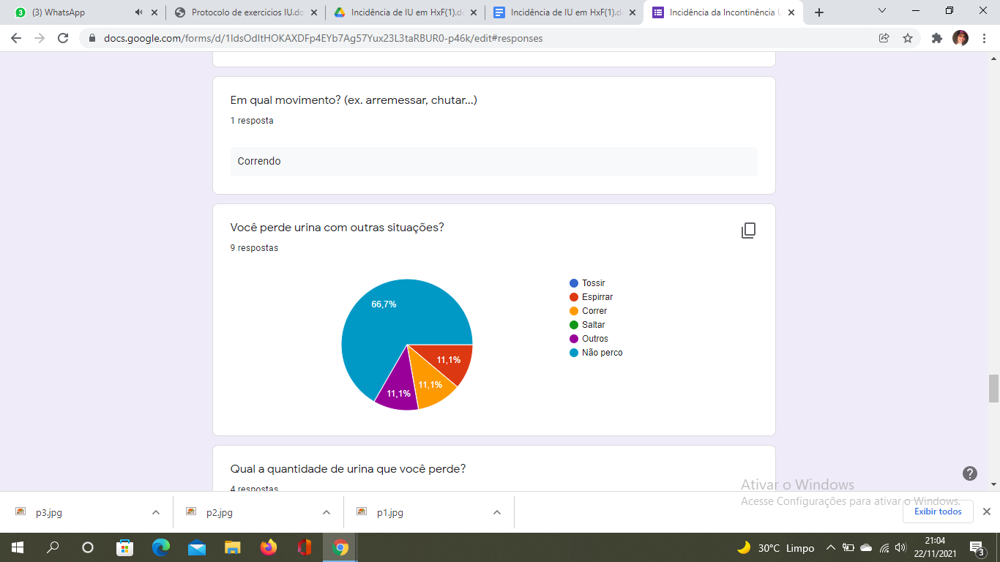 (3) WhatsApp
Protocolo de exercicios IU.do
Incidência de IU em HxF(1).d
Incidência de IU em HxF(1).d
Incidência da Incontinência U
docs.google.com/forms/d/1IdsOdItHOKAXDFp4EYb7Ag57Yux23L3taRBUR0-p46k/edit#responses
Em qual movimento? (ex. arremessar, chutar...)
1 resposta
Correndo
Você perde urina com outras situações?
9 respostas
66,7%
11,1%
11,1%
11,1%
Tossir
Espirrar
Correr
Saltar
Outros
Não perco
Qual a quantidade de urina que você perde?
4 respostas
Ativar o Windows
Acesse Configurações para ativar o Windows.
p3.jpg
p2.jpg
p1.jpg
Exibir todos
30°C Limpo
21:04
22/11/2021
3